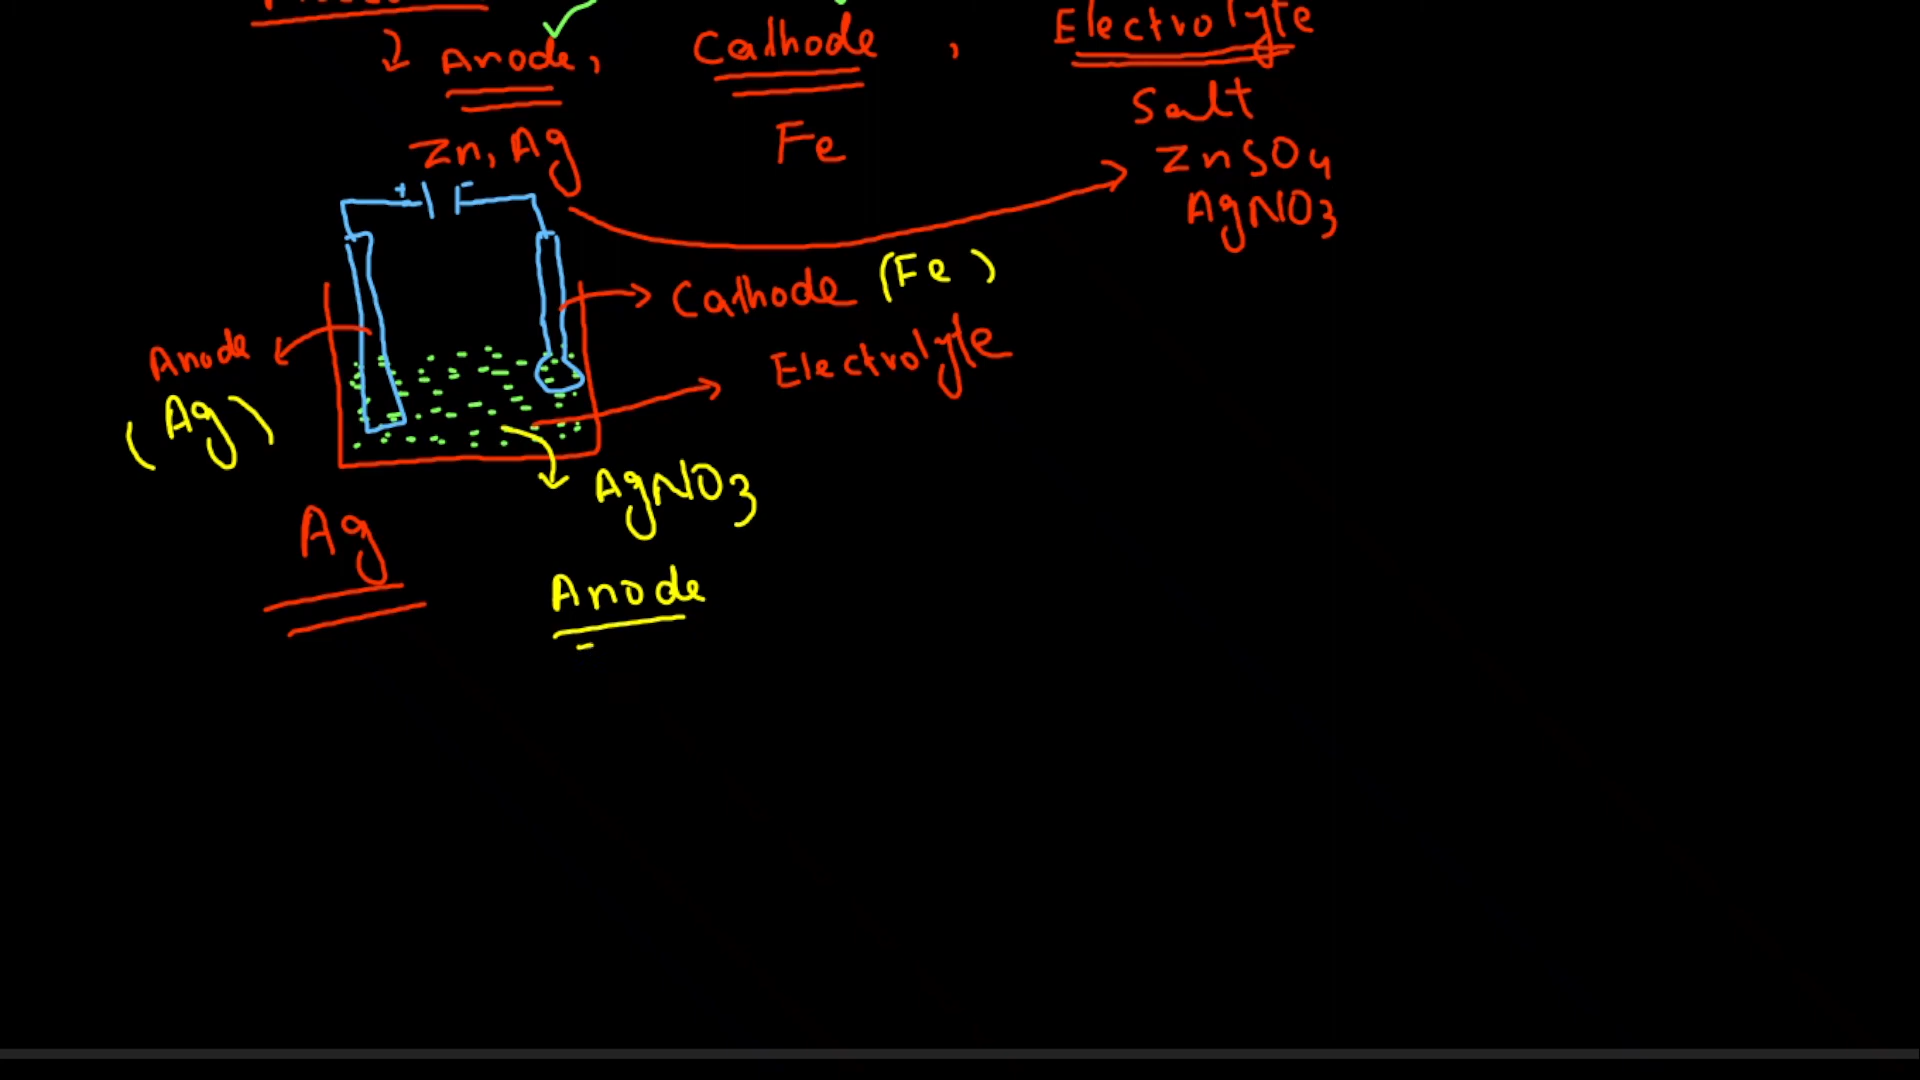 Anode, Cathode , Electrolyte
Salt
Zn, Ag Fe ZnSO4
AgNO3
+ -
Cathode (Fe)
Anode Electrolyte
(Ag)
AgNO3
Ag
Anode